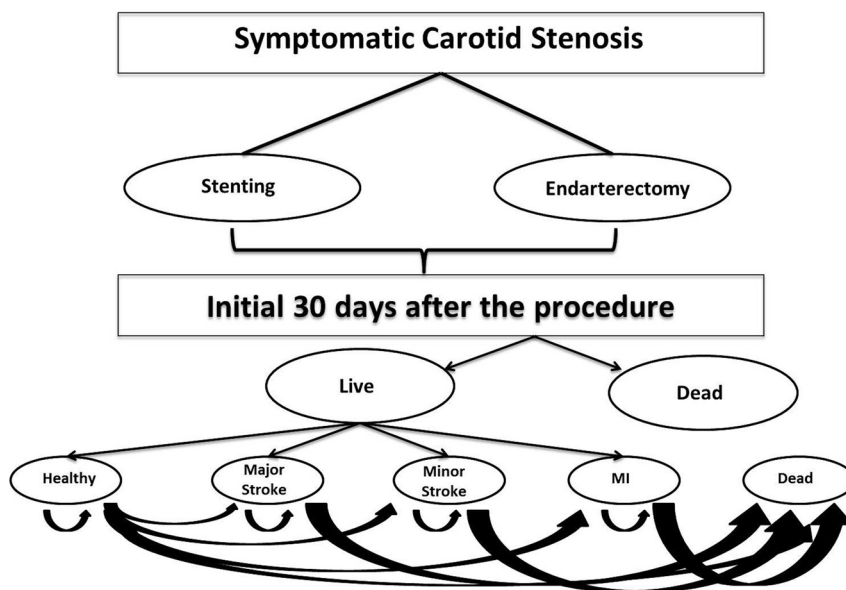 Symptomatic Carotid Stenosis
Stenting
Endarterectomy
Initial 30 days after the procedure
Live
Dead
Healthy
Major
Stroke
Minor
Stroke
MI
Dead